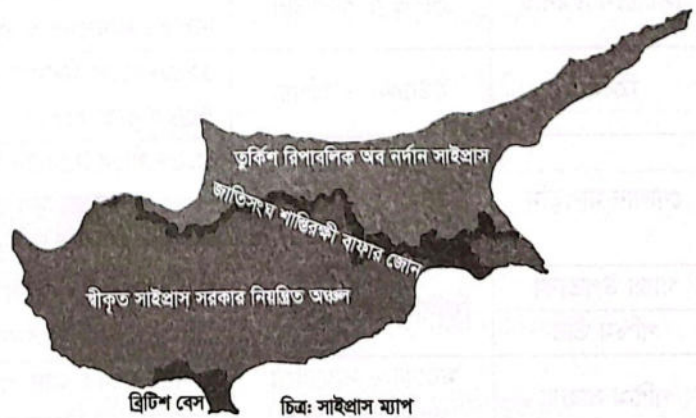 তুর্কিশ রিপাবলিক অব নর্দান সাইপ্রাস
জাতিসংঘ শান্তিরক্ষী বাফার জোন
স্বীকৃত সাইপ্রাস সরকার নিয়ন্ত্রিত অঞ্চল
ব্রিটিশ বেস
চিত্র: সাইপ্রাস ম্যাপ